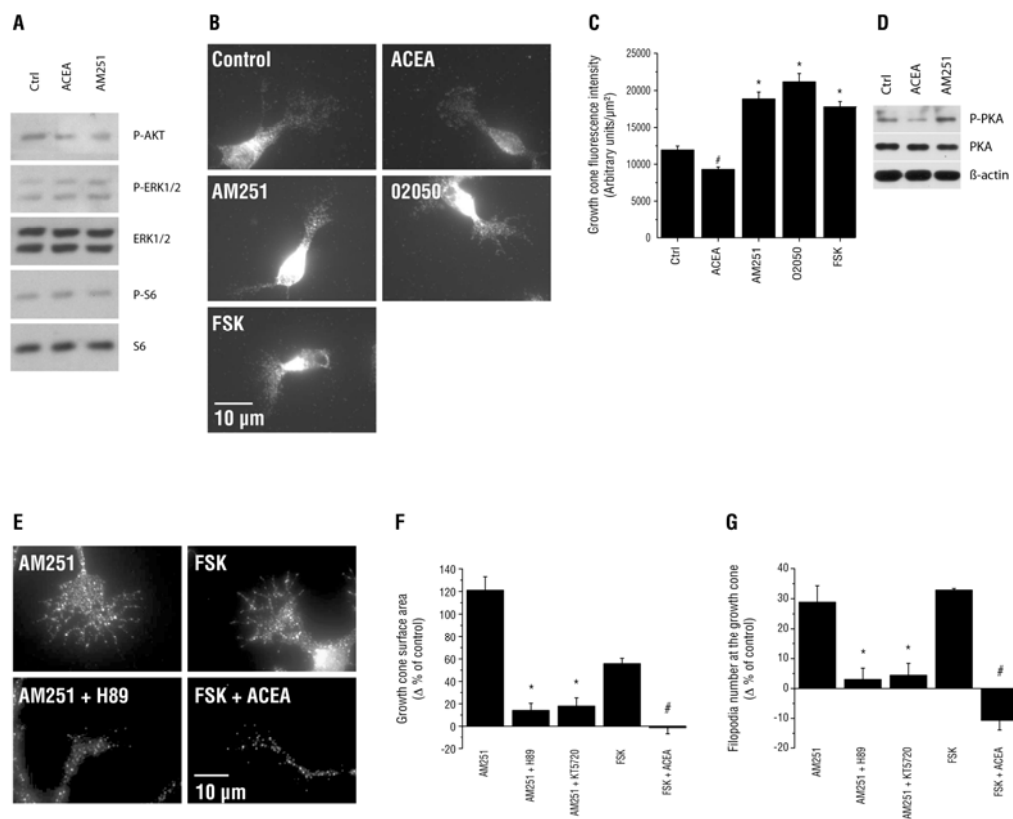 A
Ctrl
ACEA
AM251
P-AKT
P-ERK1/2
ERK1/2
P-S6
S6
B
Control
ACEA
AM251
O2050
FSK
10 µm
C
Growth cone fluorescence intensity
(Arbitrary units/µm²)
25000
20000
15000
10000
5000
0
#
*
*
*
Ctrl
ACEA
AM251
O2050
FSK
D
Ctrl
ACEA
AM251
P-PKA
PKA
ß-actin
E
AM251
FSK
AM251 + H89
FSK + ACEA
10 µm
F
Growth cone surface area
(Δ % of control)
140
120
100
80
60
40
20
0
-20
*
*
#
AM251
AM251 + H89
AM251 + KT5720
FSK
FSK + ACEA
G
Filopodia number at the growth cone
(Δ % of control)
40
30
20
10
0
-10
-20
*
*
#
AM251
AM251 + H89
AM251 + KT5720
FSK
FSK + ACEA